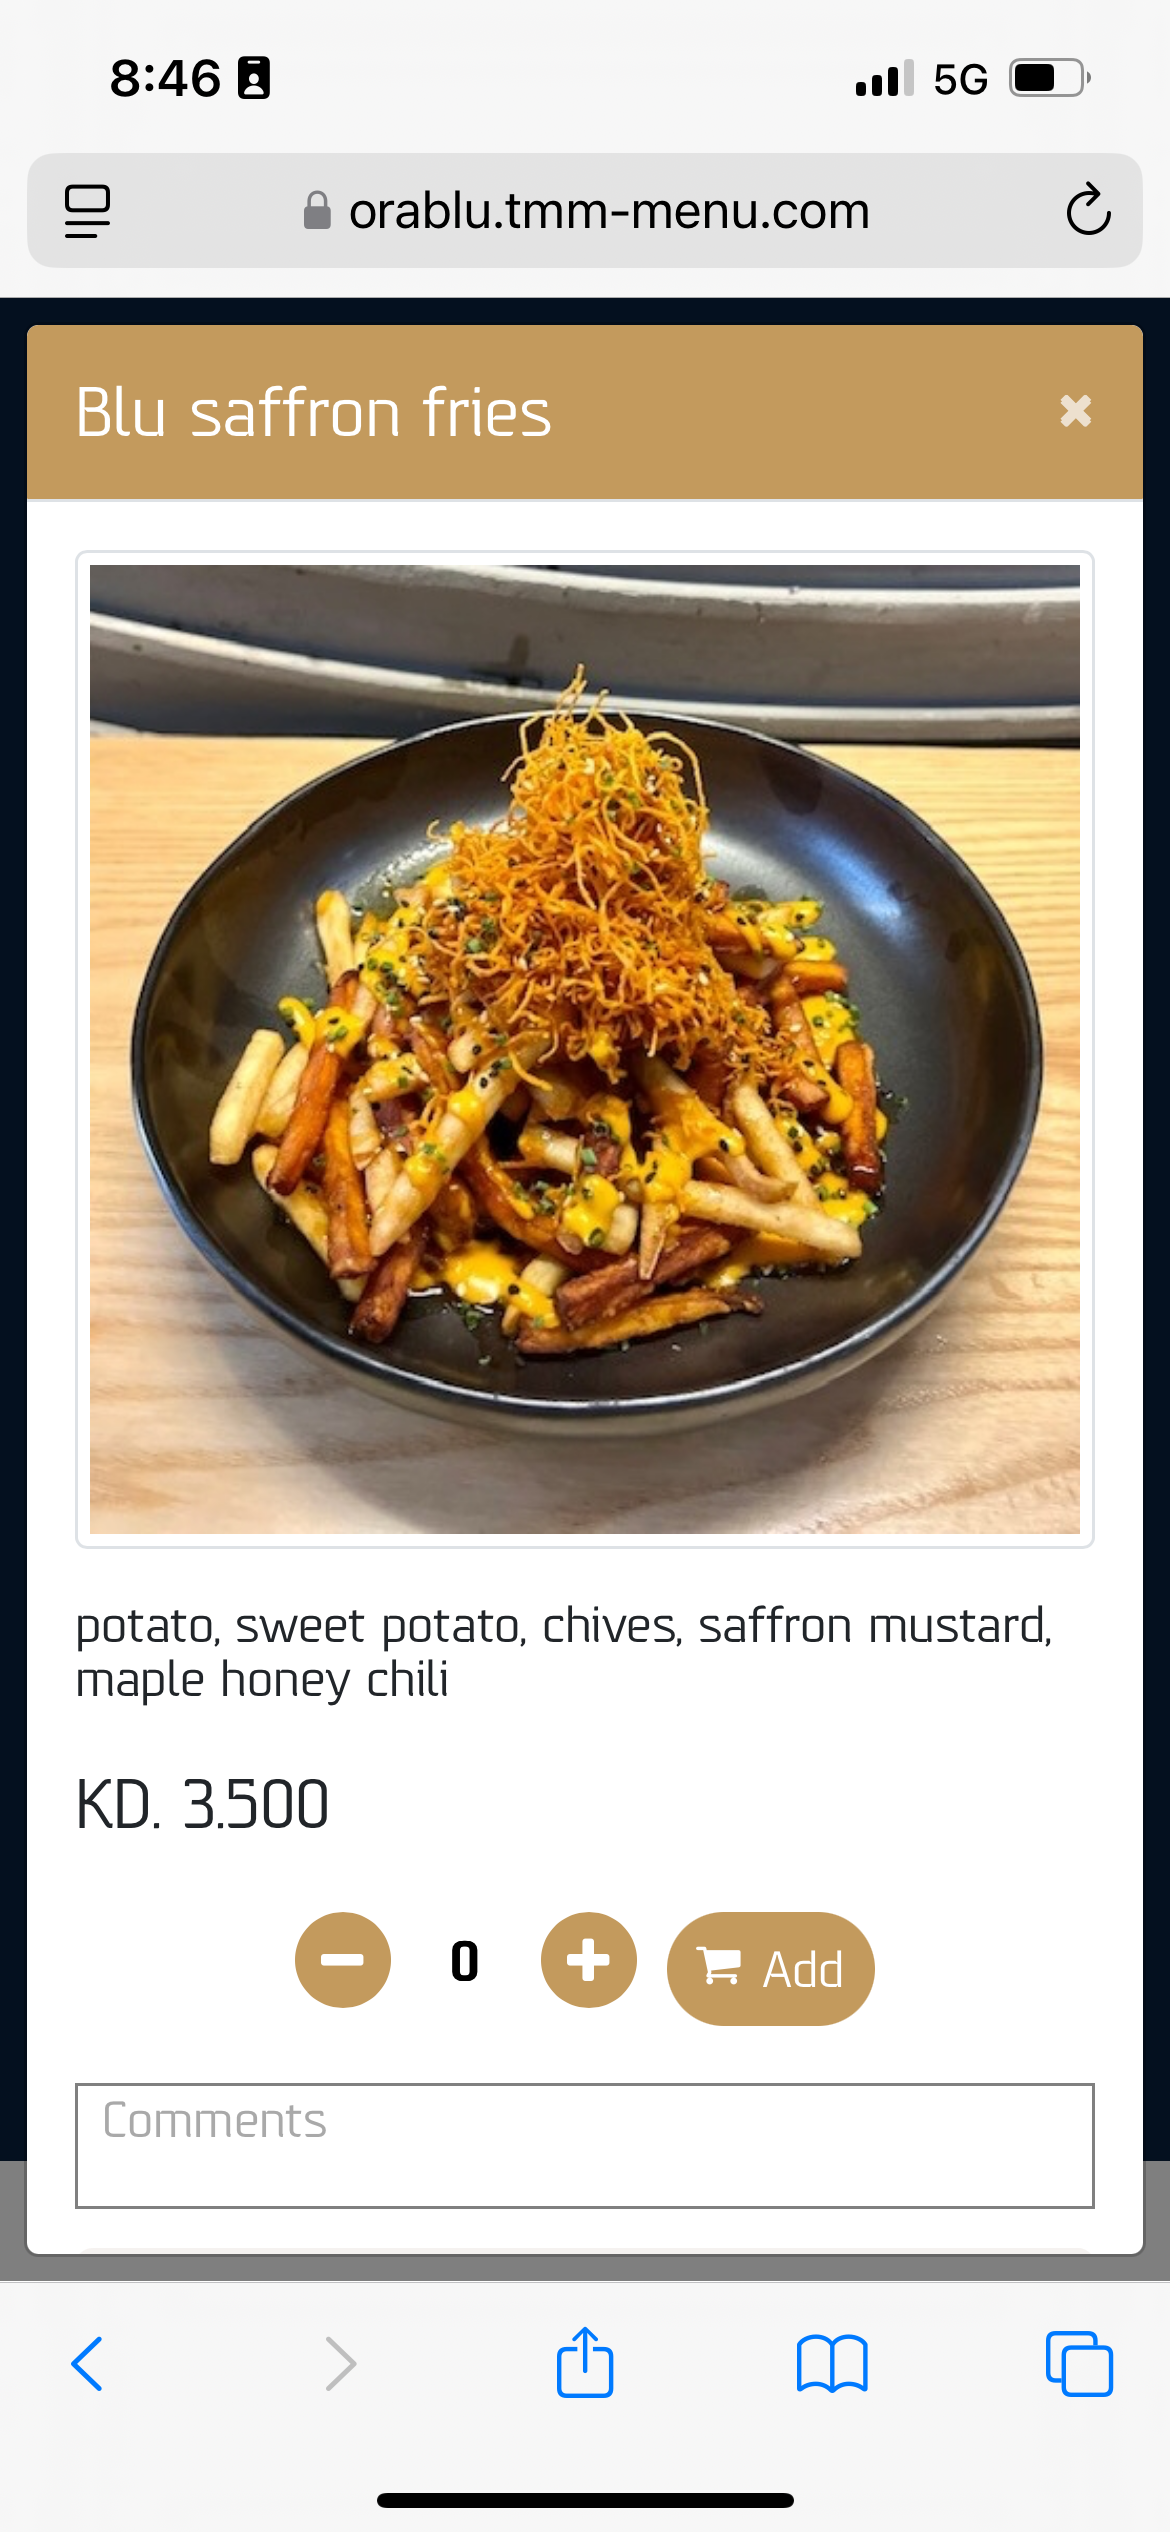 8:46
5G
orablu.tmm-menu.com
Blu saffron fries
potato, sweet potato, chives, saffron mustard,
maple honey chili
KD. 3.500
0
Add
Comments